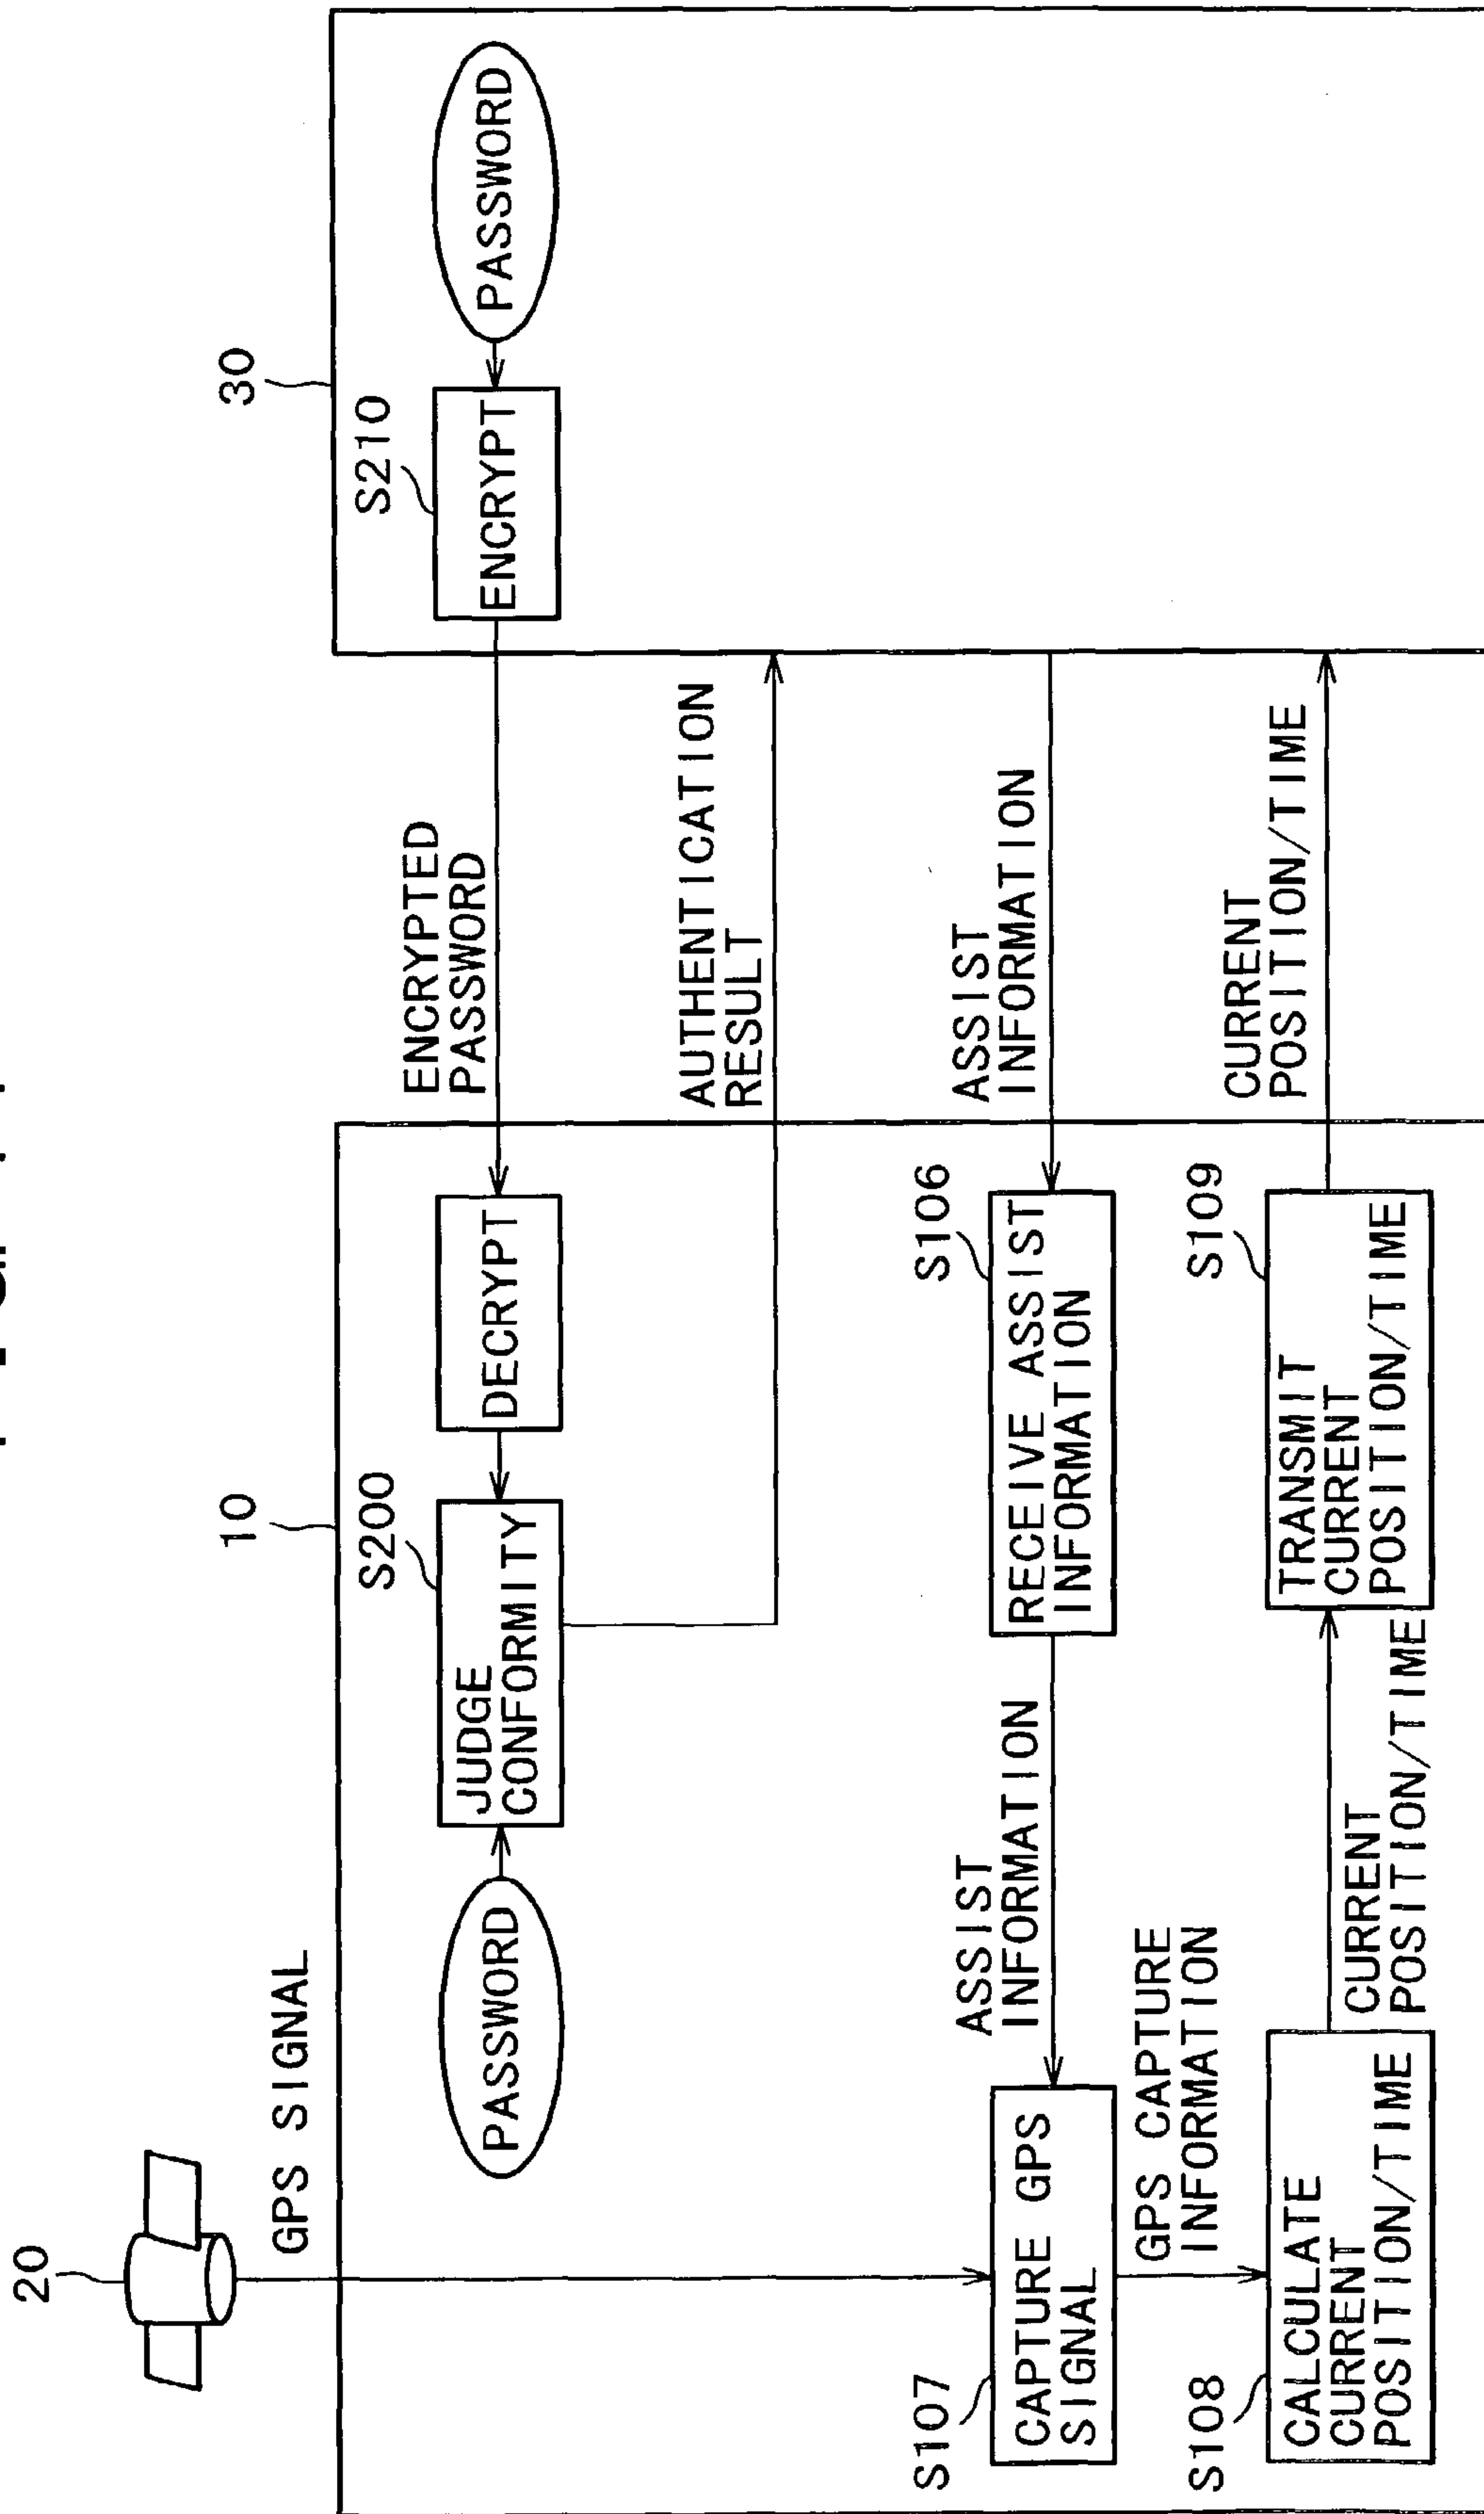 20
GPS SIGNAL
10
30
PASSWORD
S200
JUDGE
CONFORMITY
DECRYPT
ENCRYPTED
PASSWORD
S210
ENCRYPT
PASSWORD
AUTHENTICATION
RESULT
S107
CAPTURE GPS
SIGNAL
ASSIST
INFORMATION
S106
RECEIVE ASSIST
INFORMATION
ASSIST
INFORMATION
GPS CAPTURE
INFORMATION
S108
CALCULATE
CURRENT
POSITION/TIME
CURRENT
POSITION/TIME
S109
TRANSMIT
CURRENT
POSITION/TIME
CURRENT
POSITION/TIME